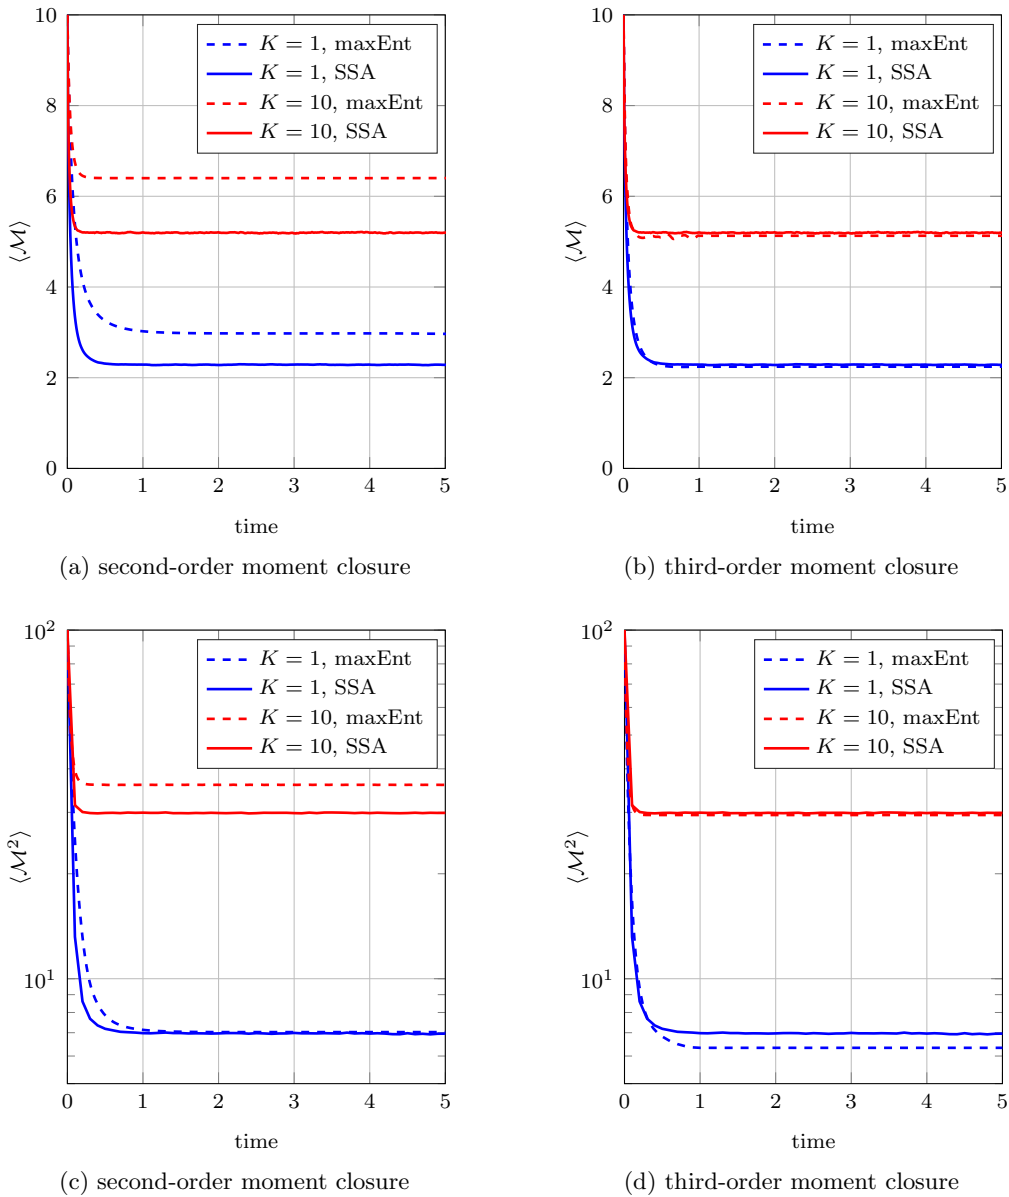 10
8
6
4
2
0
⟨ℳ⟩
K = 1, maxEnt
K = 1, SSA
K = 10, maxEnt
K = 10, SSA
0 1 2 3 4 5
time
(a) second-order moment closure
10
8
6
4
2
0
⟨ℳ⟩
K = 1, maxEnt
K = 1, SSA
K = 10, maxEnt
K = 10, SSA
0 1 2 3 4 5
time
(b) third-order moment closure
10²
10¹
⟨ℳ²⟩
K = 1, maxEnt
K = 1, SSA
K = 10, maxEnt
K = 10, SSA
0 1 2 3 4 5
time
(c) second-order moment closure
10²
10¹
⟨ℳ²⟩
K = 1, maxEnt
K = 1, SSA
K = 10, maxEnt
K = 10, SSA
0 1 2 3 4 5
time
(d) third-order moment closure